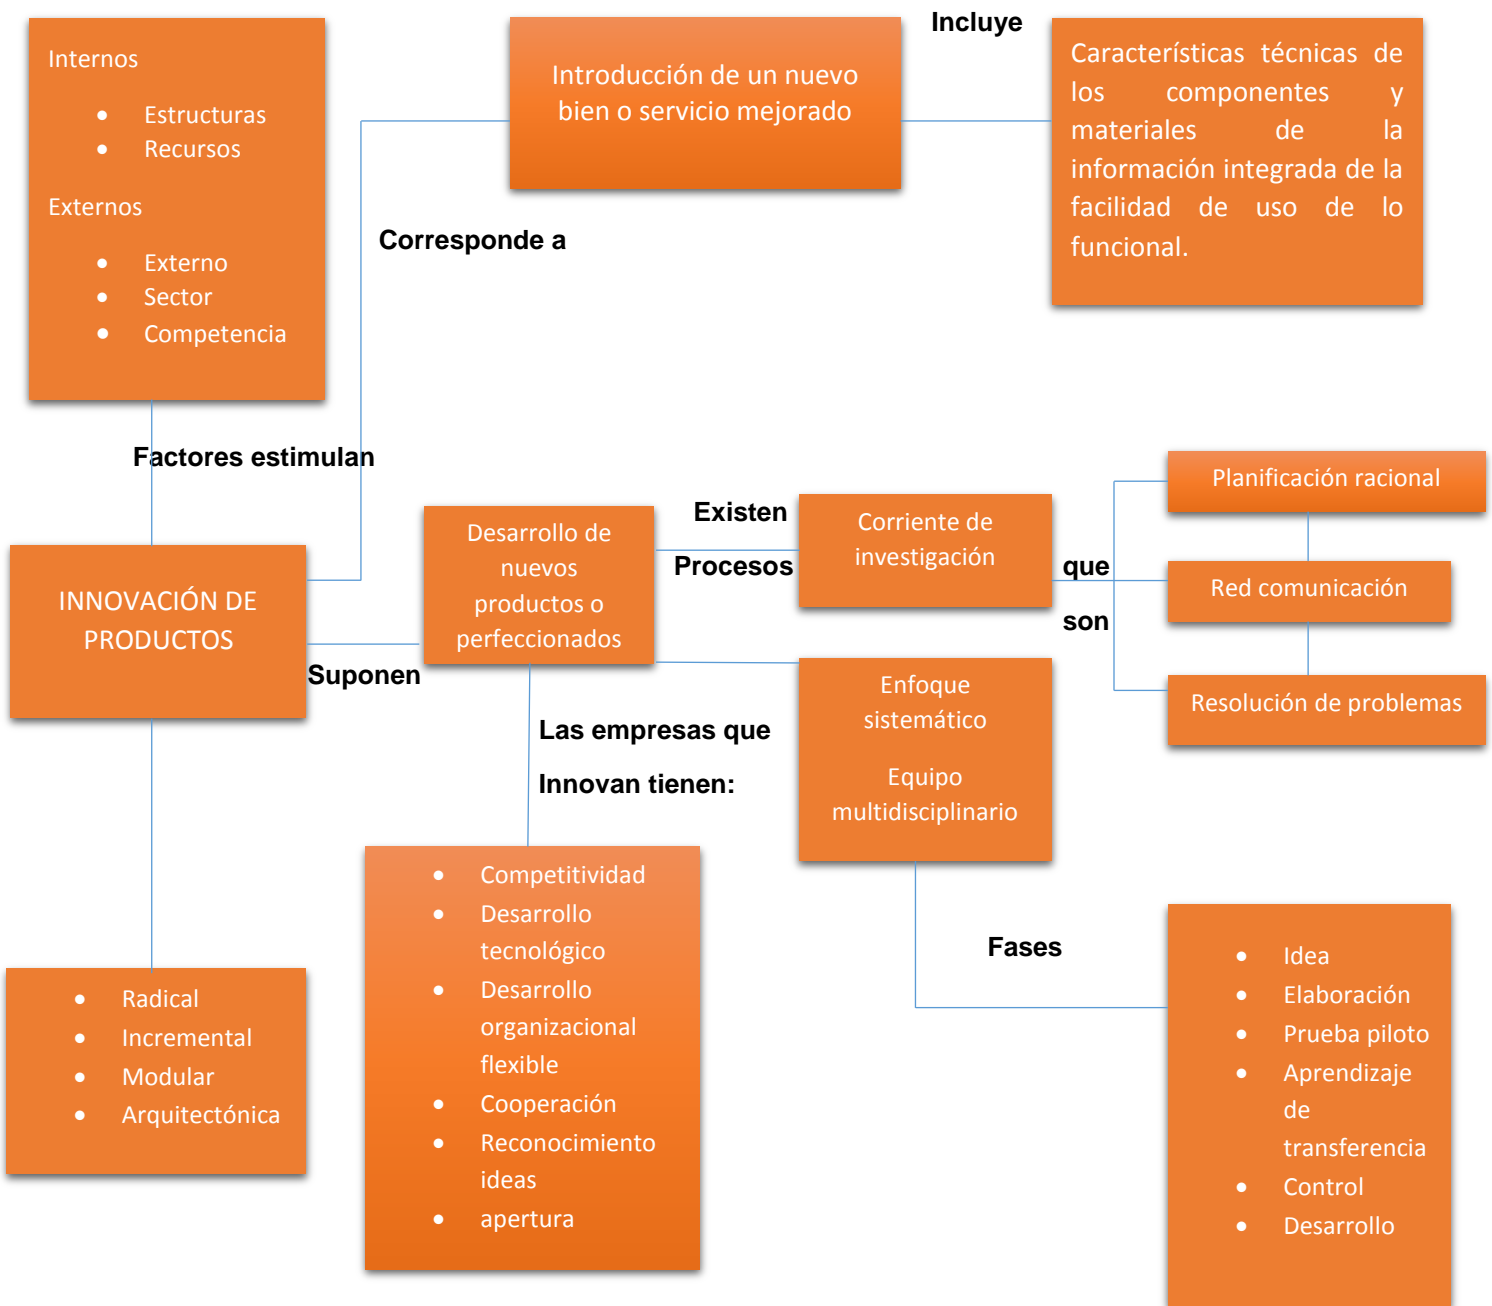 Internos
Estructuras
Recursos
Externos
Externo
Sector
Competencia
Introducción de un nuevo
bien o servicio mejorado
Incluye
Características técnicas de
los componentes y
materiales de la
información integrada de la
facilidad de uso de lo
funcional.
Corresponde a
Factores estimulan
INNOVACIÓN DE
PRODUCTOS
Suponen
Desarrollo de
nuevos
productos o
perfeccionados
Existen
Procesos
Corriente de
investigación
que
son
Planificación racional
Red comunicación
Resolución de problemas
Enfoque
sistemático
Equipo
multidisciplinario
Las empresas que
Innovan tienen:
Competitividad
Desarrollo
tecnológico
Desarrollo
organizacional
flexible
Cooperación
Reconocimiento
ideas
apertura
Fases
Idea
Elaboración
Prueba piloto
Aprendizaje
de
transferencia
Control
Desarrollo
Radical
Incremental
Modular
Arquitectónica